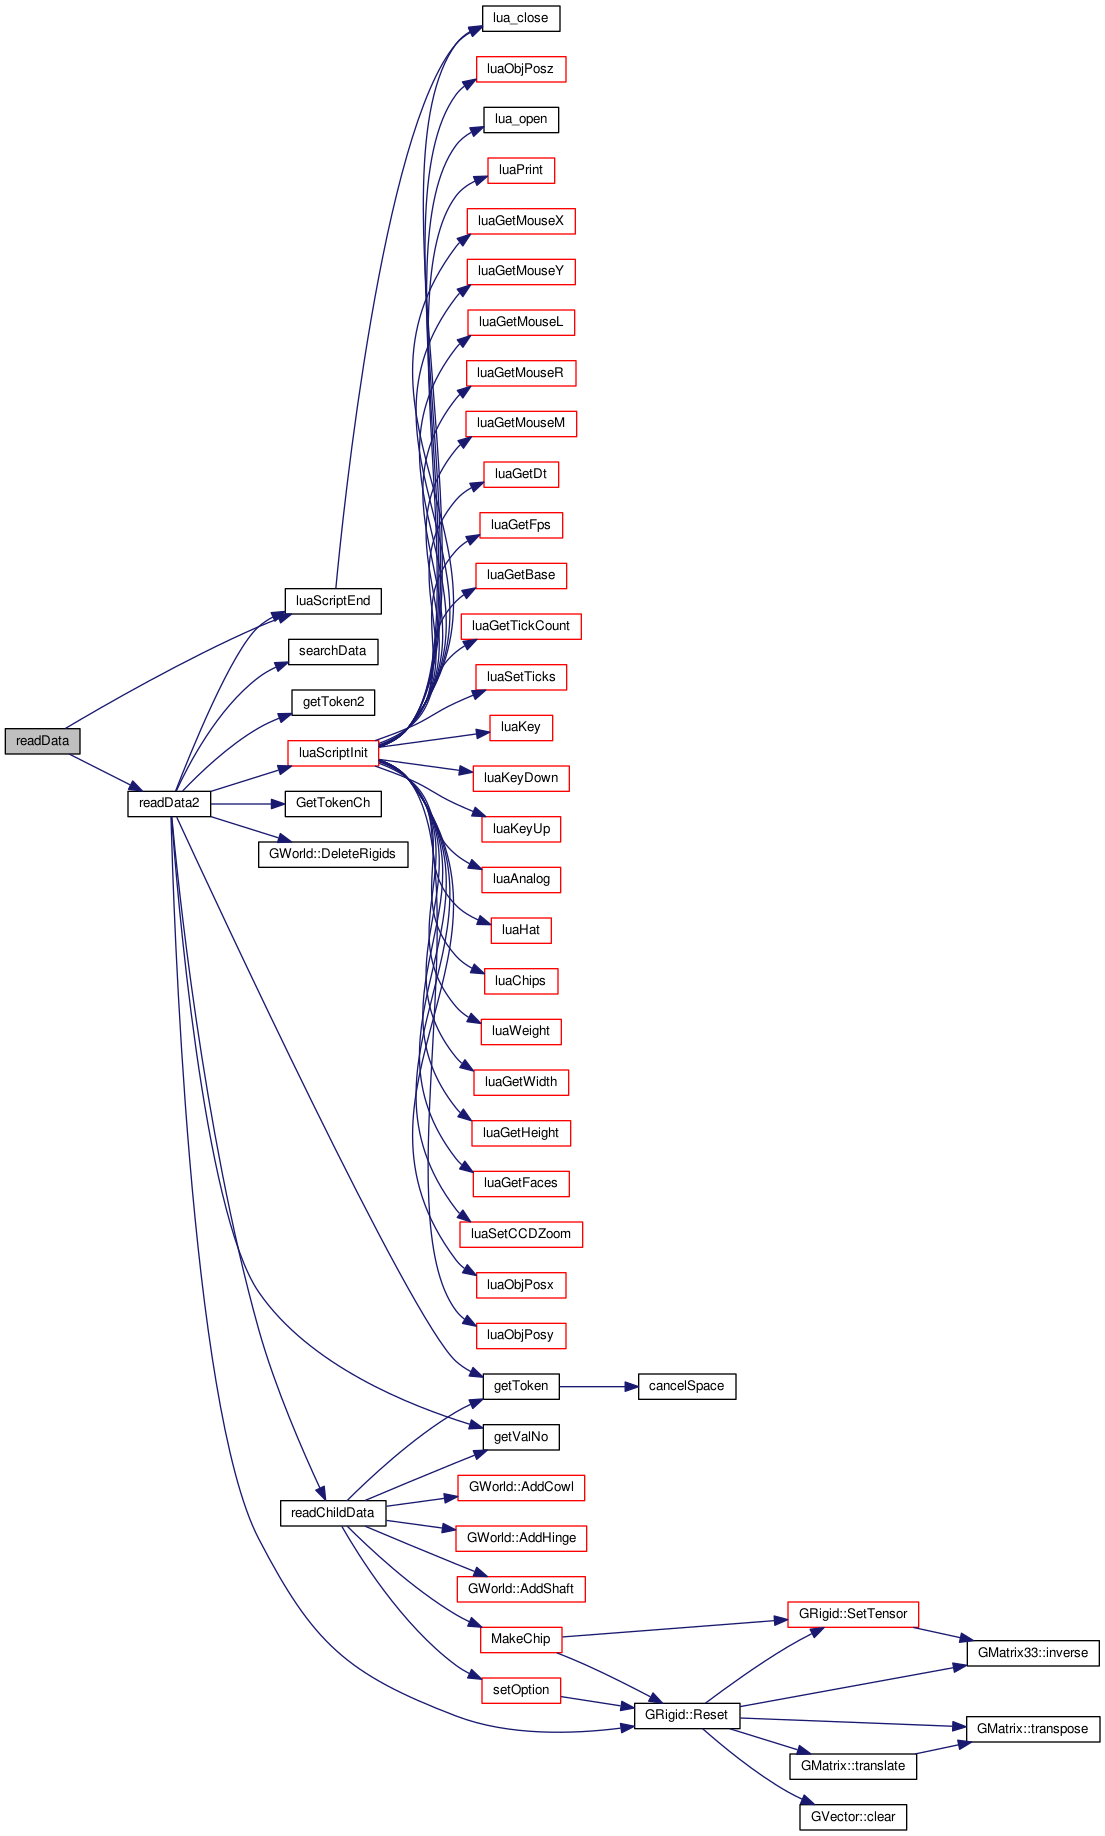 lua_close
luaObjPosz
lua_open
luaPrint
luaGetMouseX
luaGetMouseY
luaGetMouseL
luaGetMouseR
luaGetMouseM
luaGetDt
luaGetFps
luaGetBase
luaScriptEnd
luaGetTickCount
searchData
luaSetTicks
getToken2
luaKey
readData
luaScriptInit
luaKeyDown
readData2
GetTokenCh
luaKeyUp
GWorld::DeleteRigids
luaAnalog
luaHat
luaChips
luaWeight
luaGetWidth
luaGetHeight
luaGetFaces
luaSetCCDZoom
luaObjPosx
luaObjPosy
getToken
cancelSpace
getValNo
GWorld::AddCowl
readChildData
GWorld::AddHinge
GWorld::AddShaft
GRigid::SetTensor
MakeChip
GMatrix33::inverse
setOption
GRigid::Reset
GMatrix::transpose
GMatrix::translate
GVector::clear